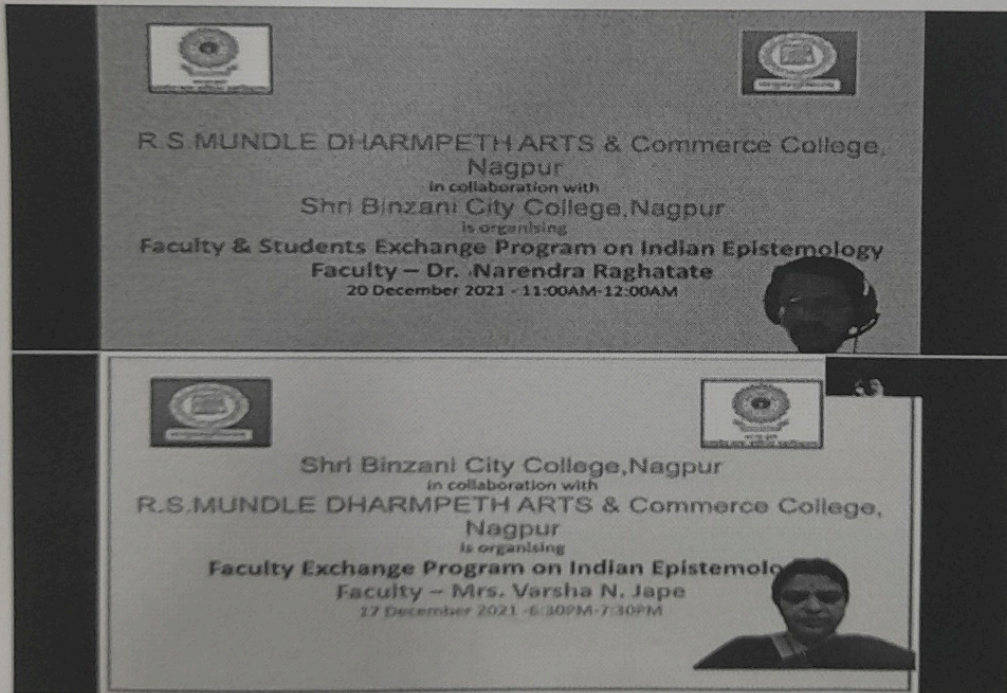 R.S.MUNDLE DHARMPETH ARTS & Commerce College,
Nagpur
in collaboration with
Shri Binzani City College,Nagpur
is organising
Faculty & Students Exchange Program on Indian Epistemology
Faculty – Dr. Narendra Raghatate
20 December 2021 - 11:00AM-12:00AM
Shri Binzani City College,Nagpur
in collaboration with
R.S.MUNDLE DHARMPETH ARTS & Commerce College,
Nagpur
is organising
Faculty Exchange Program on Indian Epistemolo
Faculty – Mrs. Varsha N. Jape
17 December 2021 -6:30PM-7:30PM